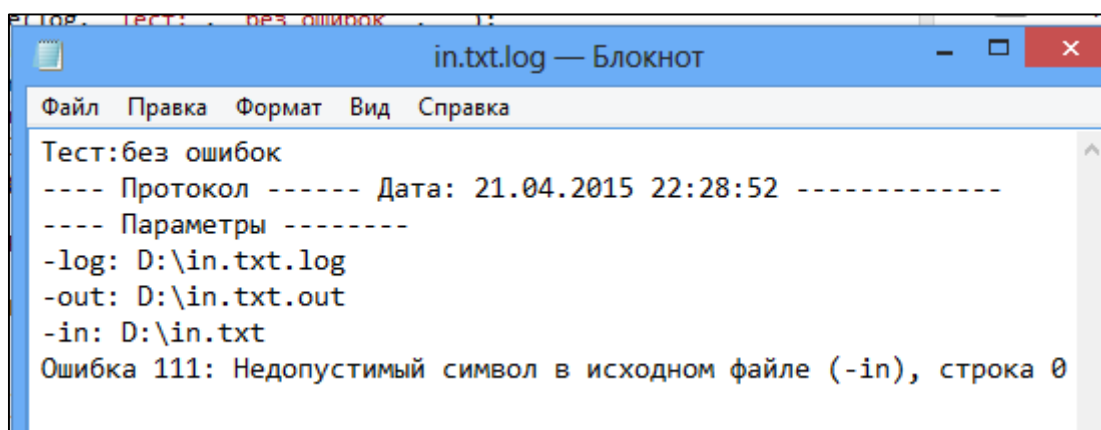 in.txt.log — Блокнот
Файл Правка Формат Вид Справка
Тест:без ошибок
---- Протокол ------ Дата: 21.04.2015 22:28:52 -------------
---- Параметры --------
-log: D:\in.txt.log
-out: D:\in.txt.out
-in: D:\in.txt
Ошибка 111: Недопустимый символ в исходном файле (-in), строка 0